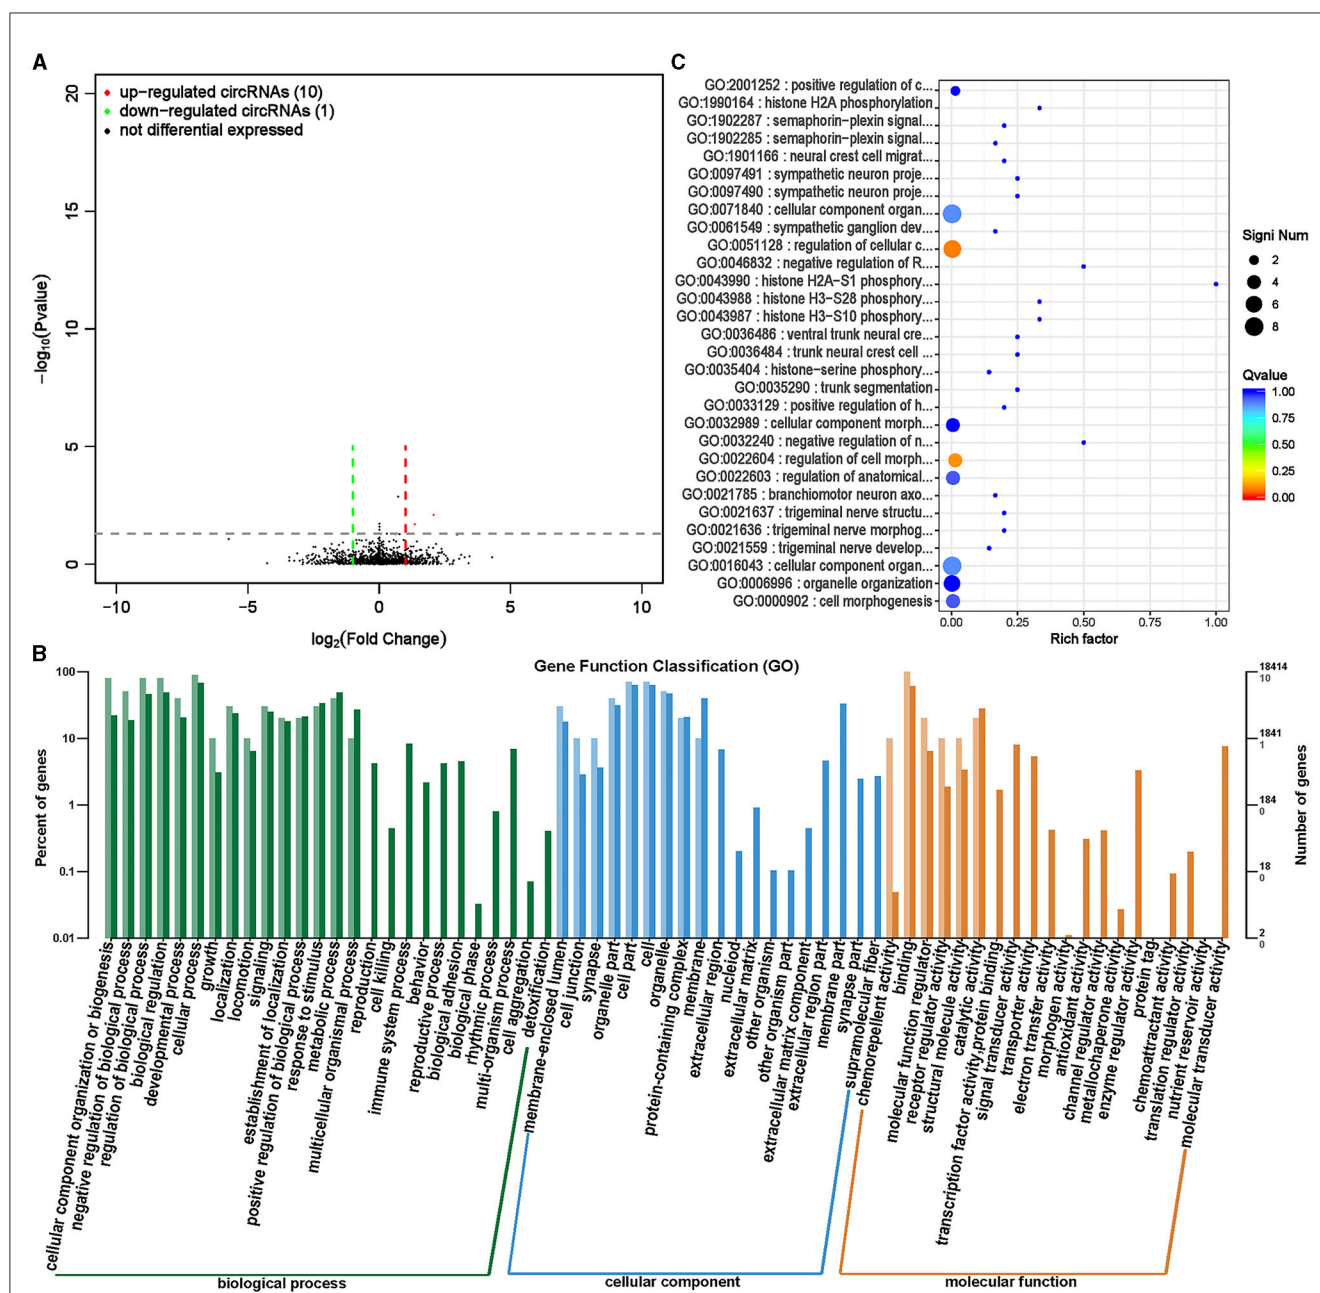 A
up−regulated circRNAs (10)
down−regulated circRNAs (1)
not differential expressed
−log10(Pvalue)
20
15
10
5
0
−10
−5
0
5
10
log2(Fold Change)
C
GO:2001252 : positive regulation of c...
GO:1990164 : histone H2A phosphorylation
GO:1902287 : semaphorin−plexin signal...
GO:1902285 : semaphorin−plexin signal...
GO:1901166 : neural crest cell migrat...
GO:0097491 : sympathetic neuron proje...
GO:0097490 : sympathetic neuron proje...
GO:0071840 : cellular component organ...
GO:0061549 : sympathetic ganglion dev...
GO:0051128 : regulation of cellular c...
GO:0046832 : negative regulation of R...
GO:0043990 : histone H2A−S1 phosphory...
GO:0043988 : histone H3−S28 phosphory...
GO:0043987 : histone H3−S10 phosphory...
GO:0036486 : ventral trunk neural cre...
GO:0036484 : trunk neural crest cell ...
GO:0035404 : histone−serine phosphory...
GO:0035290 : trunk segmentation
GO:0033129 : positive regulation of h...
GO:0032989 : cellular component morph...
GO:0032240 : negative regulation of n...
GO:0022604 : regulation of cell morph...
GO:0022603 : regulation of anatomical...
GO:0021785 : branchiomotor neuron axo...
GO:0021637 : trigeminal nerve structu...
GO:0021636 : trigeminal nerve morphog...
GO:0021559 : trigeminal nerve develop...
GO:0016043 : cellular component organ...
GO:0006996 : organelle organization
GO:0000902 : cell morphogenesis
0.00
0.25
0.50
0.75
1.00
Rich factor
Signi Num
2
4
6
8
Qvalue
1.00
0.75
0.50
0.25
0.00
B
Gene Function Classification (GO)
Percent of genes
100
10
1
0.1
0.01
Number of genes
18414
10
1841
1
184
0
18
0
2
0
cellular component organization or biogenesis
negative regulation of biological process
regulation of biological process
biological regulation
developmental process
cellular process
growth
localization
locomotion
signaling
establishment of localization
positive regulation of biological process
response to stimulus
metabolic process
multicellular organismal process
reproduction
cell killing
immune system process
behavior
reproductive process
biological adhesion
biological phase
rhythmic process
multi−organism process
cell aggregation
detoxification
membrane−enclosed lumen
cell junction
synapse
organelle part
cell part
cell
organelle
protein−containing complex
membrane
extracellular region
nucleoid
extracellular matrix
other organism
other organism part
extracellular matrix component
extracellular region part
membrane part
synapse part
supramolecular fiber
chemorepellent activity
binding
molecular function regulator
receptor regulator activity
structural molecule activity
catalytic activity
transcription factor activity,protein binding
signal transducer activity
transporter activity
electron transfer activity
morphogen activity
antioxidant activity
channel regulator activity
metallochaperone activity
enzyme regulator activity
protein tag
chemoattractant activity
translation regulator activity
nutrient reservoir activity
molecular transducer activity
biological process
cellular component
molecular function